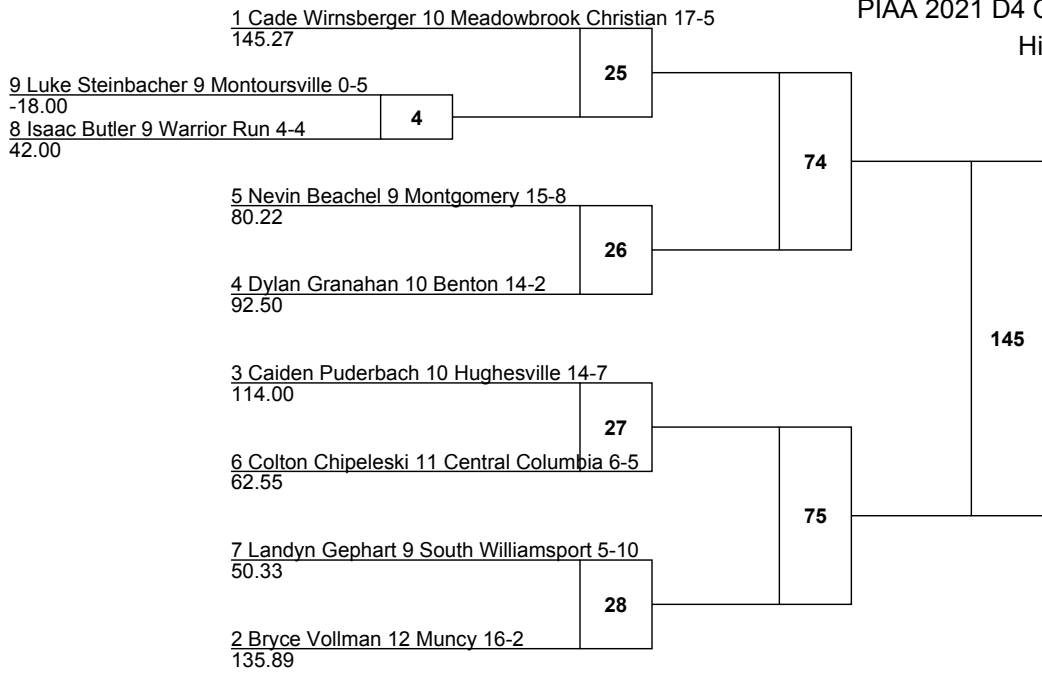 PIAA 2021 D4 C
Hi
1 Cade Wirnsberger 10 Meadowbrook Christian 17-5
145.27
25
9 Luke Steinbacher 9 Montoursville 0-5
-18.00
4
8 Isaac Butler 9 Warrior Run 4-4
42.00
74
5 Nevin Beachel 9 Montgomery 15-8
80.22
26
4 Dylan Granahan 10 Benton 14-2
92.50
145
3 Caiden Puderbach 10 Hughesville 14-7
114.00
27
6 Colton Chipeleski 11 Central Columbia 6-5
62.55
75
7 Landyn Gephart 9 South Williamsport 5-10
50.33
28
2 Bryce Vollman 12 Muncy 16-2
135.89